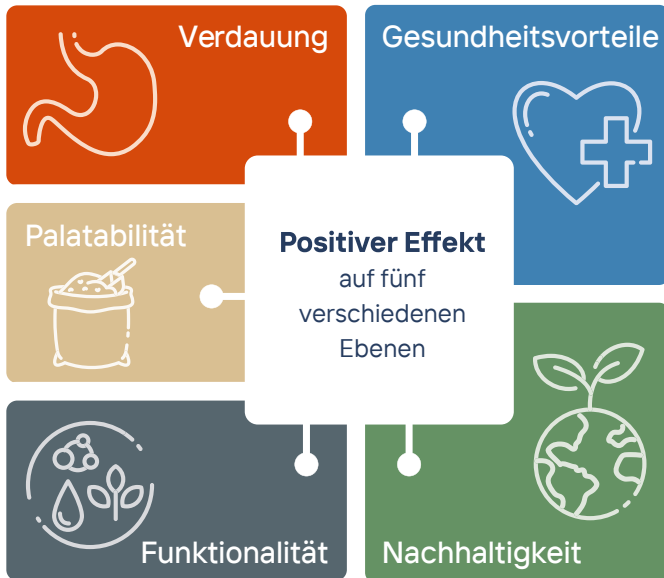 Verdauung
Gesundheitsvorteile
Palatabilität
Positiver Effekt
auf fünf
verschiedenen
Ebenen
Funktionalität
Nachhaltigkeit